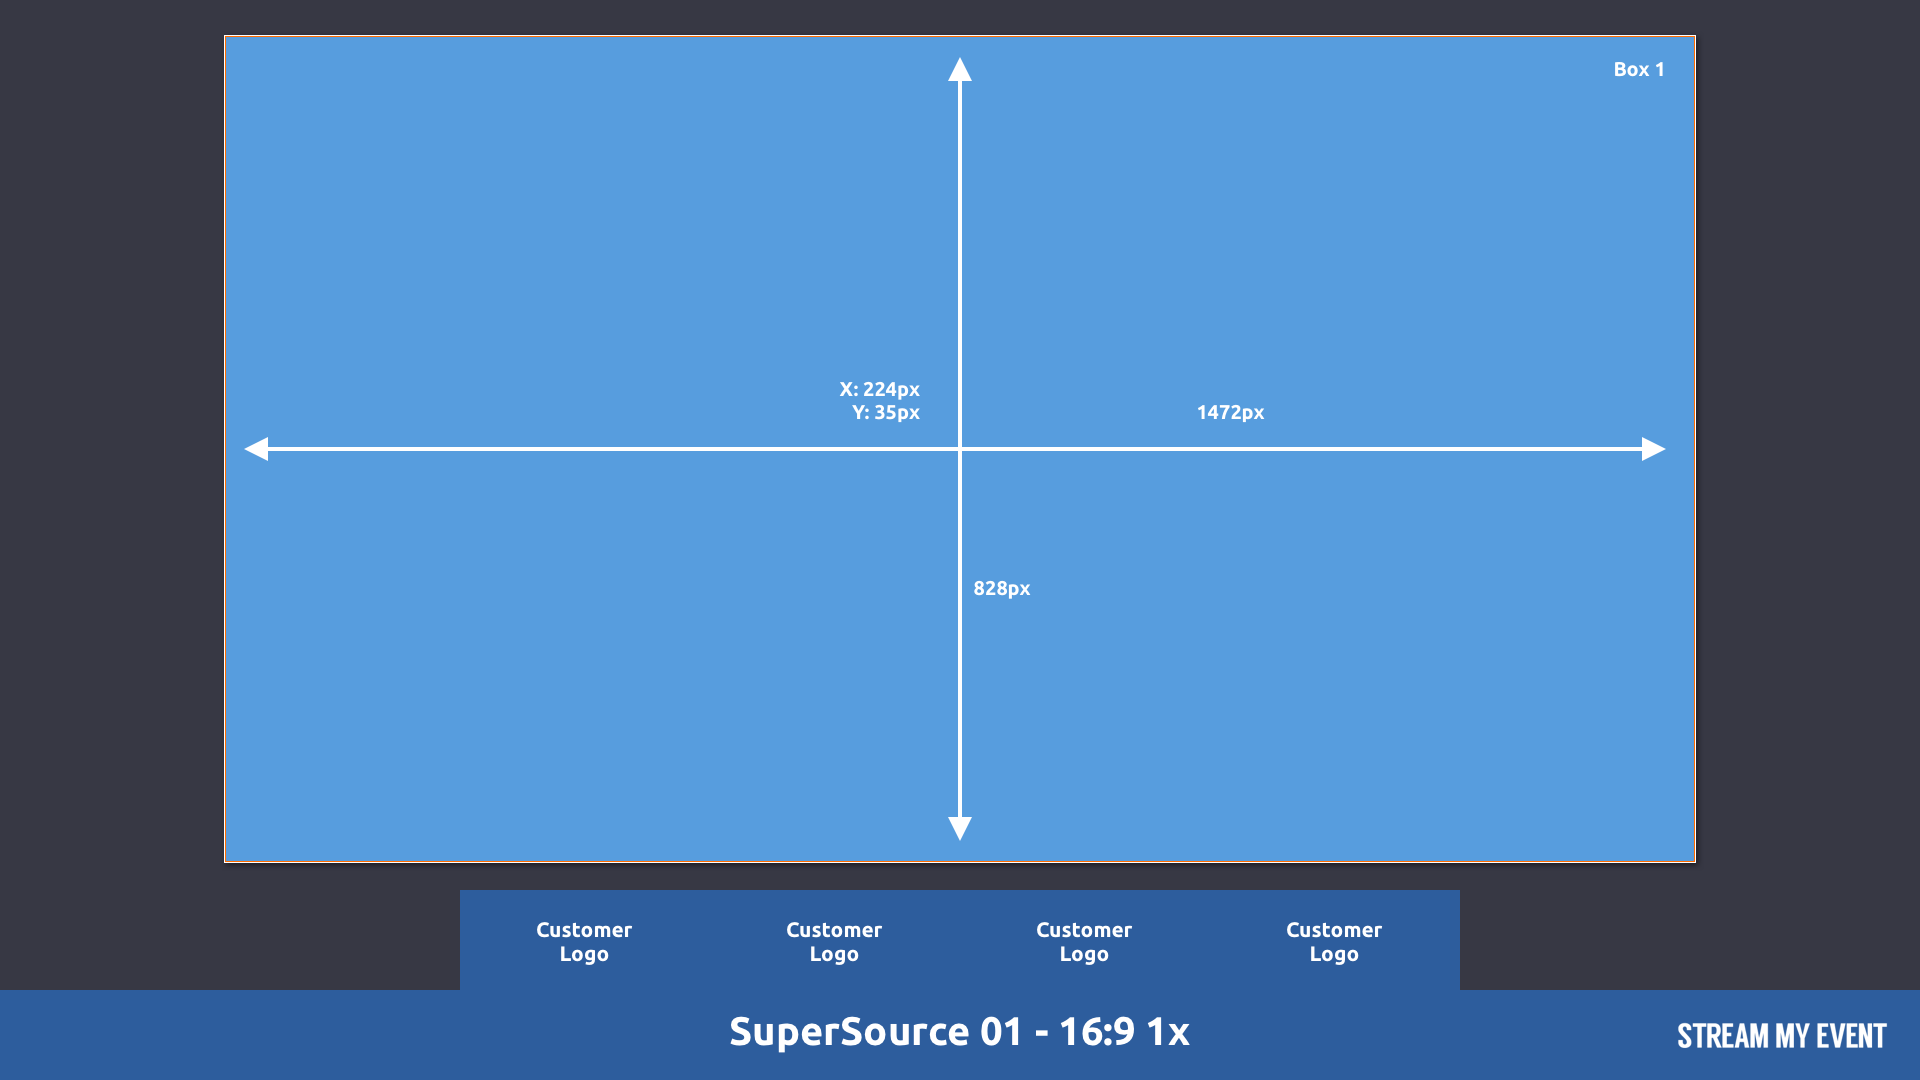 Box 1
X: 224px
Y: 35px
1472px
828px
Customer
Logo
Customer
Logo
Customer
Logo
Customer
Logo
SuperSource 01 - 16:9 1x
STREAM MY EVENT